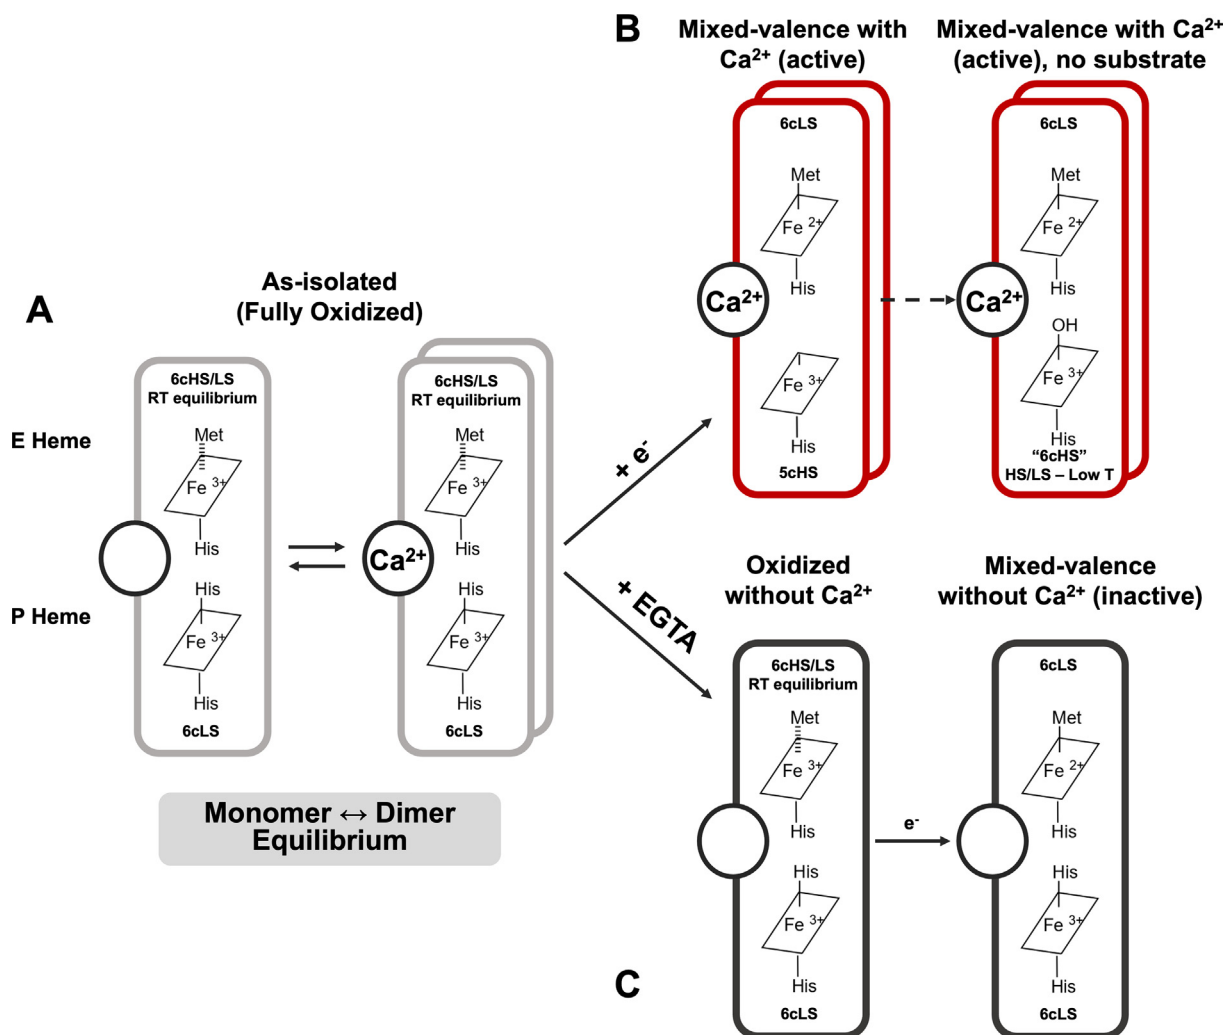 A
As-isolated
(Fully Oxidized)
E Heme
P Heme
6cHS/LS
RT equilibrium
Met
Fe 3+
His
His
Fe 3+
His
6cLS
6cHS/LS
RT equilibrium
Met
Fe 3+
His
Ca2+
His
Fe 3+
His
6cLS
Monomer ↔ Dimer
Equilibrium
+ e-
+ EGTA
B
Mixed-valence with
Ca2+ (active)
6cLS
Met
Fe 2+
His
Ca2+
Fe 3+
His
5cHS
Mixed-valence with Ca2+
(active), no substrate
6cLS
Met
Fe 2+
His
Ca2+
OH
Fe 3+
His
“6cHS”
HS/LS – Low T
C
Oxidized
without Ca2+
6cHS/LS
RT equilibrium
Met
Fe 3+
His
His
Fe 3+
His
6cLS
e-
Mixed-valence
without Ca2+ (inactive)
6cLS
Met
Fe 2+
His
His
Fe 3+
His
6cLS